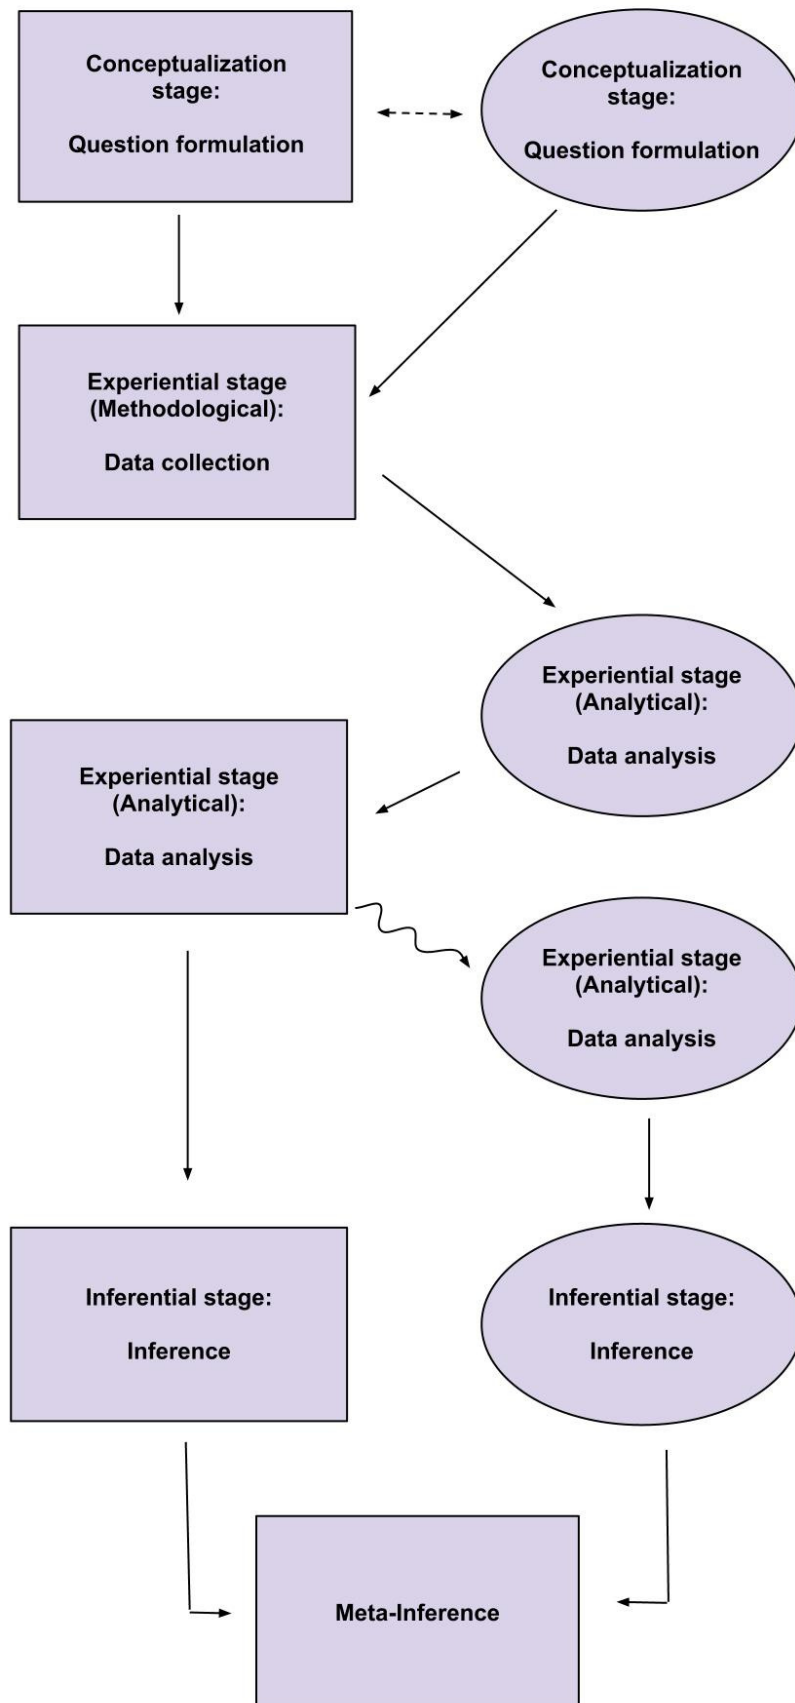 Conceptualization
stage:
Question formulation
Conceptualization
stage:
Question formulation
Experiential stage
(Methodological):
Data collection
Experiential stage
(Analytical):
Data analysis
Experiential stage
(Analytical):
Data analysis
Experiential stage
(Analytical):
Data analysis
Inferential stage:
Inference
Inferential stage:
Inference
Meta-Inference